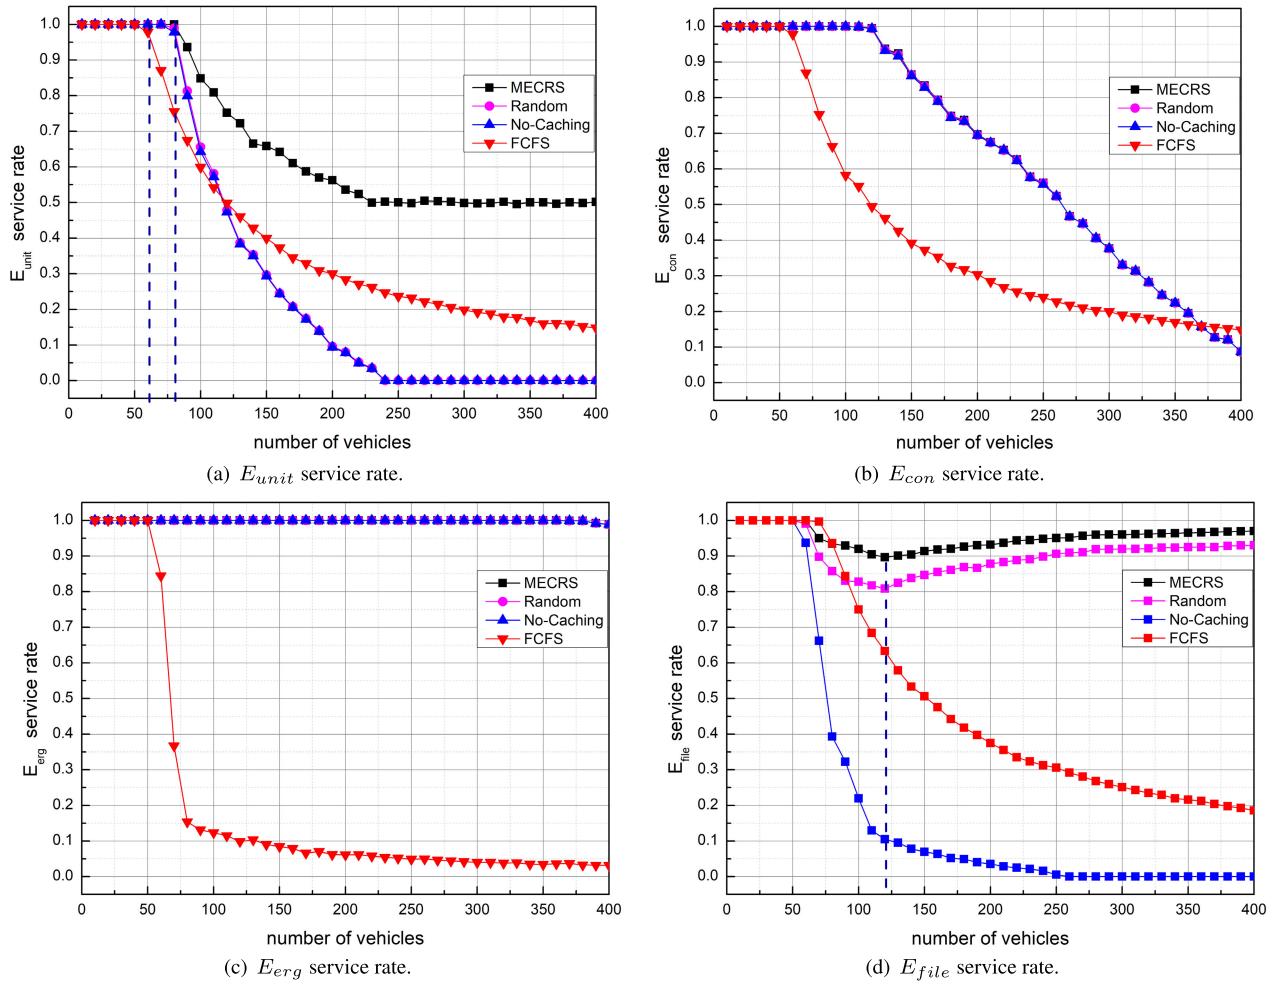 1.0
0.9
0.8
0.7
0.6
0.5
0.4
0.3
0.2
0.1
0.0
E_unit service rate
MECRS
Random
No-Caching
FCFS
0 50 100 150 200 250 300 350 400
number of vehicles
(a) E_unit service rate.
1.0
0.9
0.8
0.7
0.6
0.5
0.4
0.3
0.2
0.1
0.0
E_con service rate
MECRS
Random
No-Caching
FCFS
0 50 100 150 200 250 300 350 400
number of vehicles
(b) E_con service rate.
1.0
0.9
0.8
0.7
0.6
0.5
0.4
0.3
0.2
0.1
0.0
E_erg service rate
MECRS
Random
No-Caching
FCFS
0 50 100 150 200 250 300 350 400
number of vehicles
(c) E_erg service rate.
1.0
0.9
0.8
0.7
0.6
0.5
0.4
0.3
0.2
0.1
0.0
E_file service rate
MECRS
Random
No-Caching
FCFS
0 50 100 150 200 250 300 350 400
number of vehicles
(d) E_file service rate.